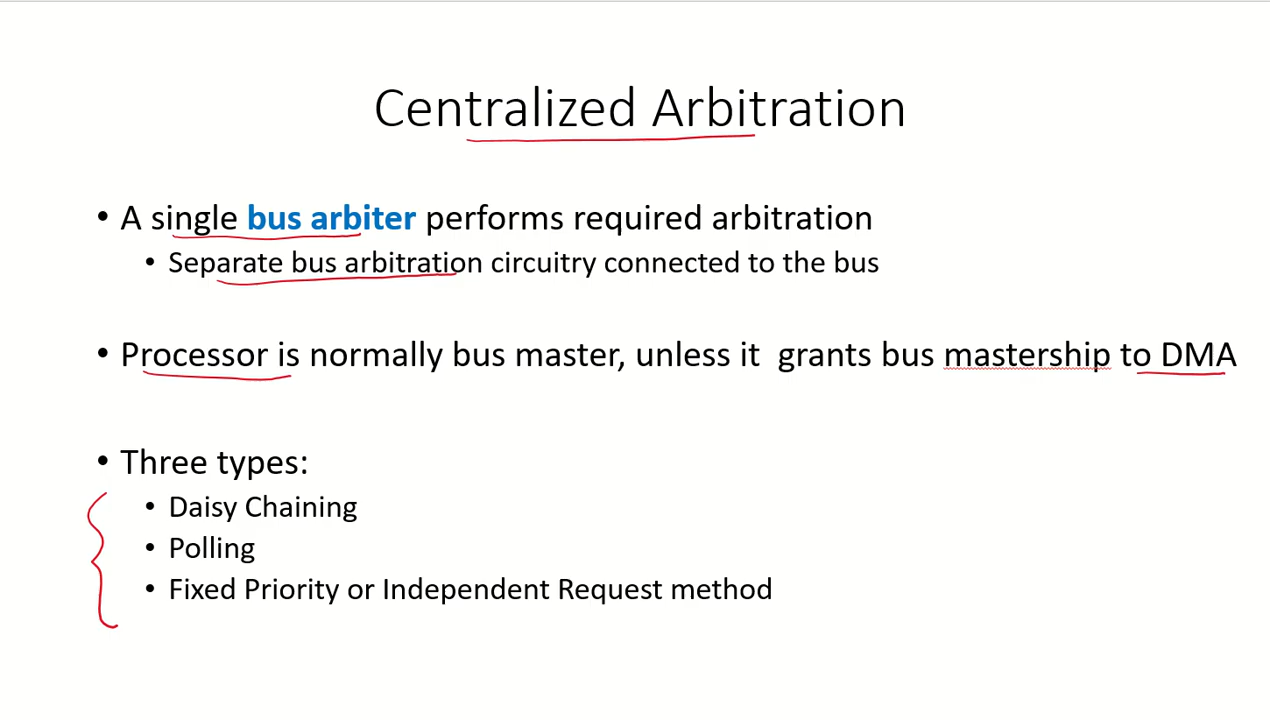 Centralized Arbitration
• A single bus arbiter performs required arbitration
• Separate bus arbitration circuitry connected to the bus
• Processor is normally bus master, unless it  grants bus mastership to DMA
• Three types:
• Daisy Chaining
• Polling
• Fixed Priority or Independent Request method